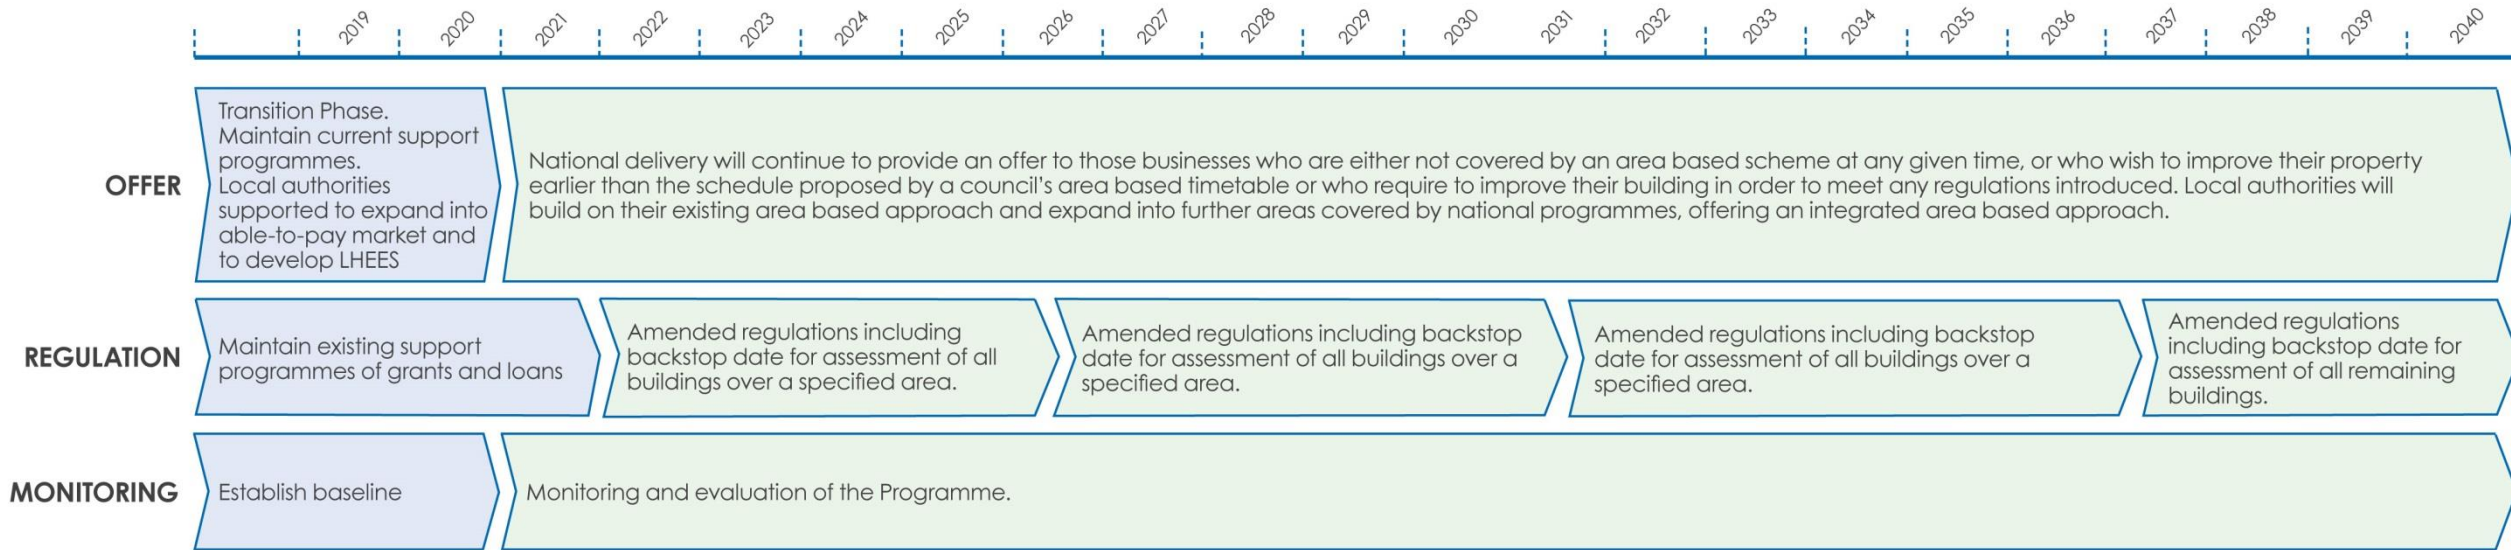 2019 2020 2021 2022 2023 2024 2025 2026 2027 2028 2029 2030 2031 2032 2033 2034 2035 2036 2037 2038 2039 2040
OFFER
Transition Phase.
Maintain current support
programmes.
Local authorities
supported to expand into
able-to-pay market and
to develop LHEES
National delivery will continue to provide an offer to those businesses who are either not covered by an area based scheme at any given time, or who wish to improve their property
earlier than the schedule proposed by a council’s area based timetable or who require to improve their building in order to meet any regulations introduced. Local authorities will
build on their existing area based approach and expand into further areas covered by national programmes, offering an integrated area based approach.
REGULATION
Maintain existing support
programmes of grants and loans
Amended regulations including
backstop date for assessment of all
buildings over a specified area.
Amended regulations including backstop
date for assessment of all buildings over a
specified area.
Amended regulations including backstop
date for assessment of all buildings over a
specified area.
Amended regulations
including backstop date for
assessment of all remaining
buildings.
MONITORING
Establish baseline
Monitoring and evaluation of the Programme.